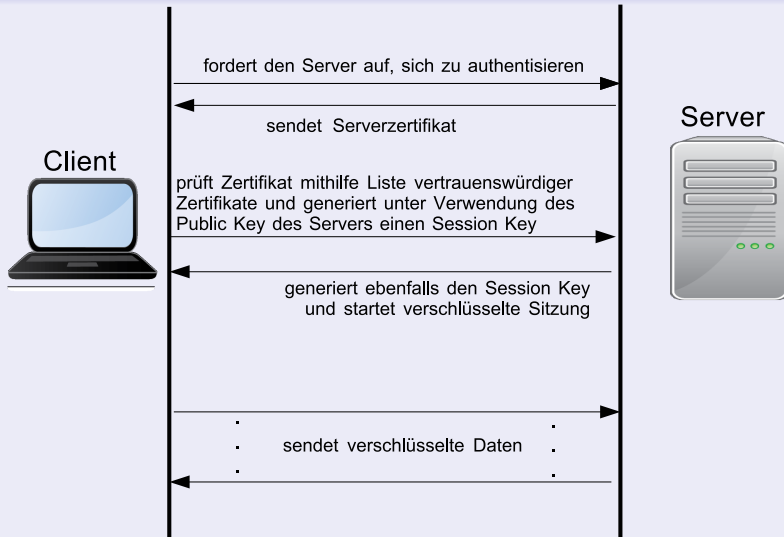 fordert den Server auf, sich zu authentisieren
sendet Serverzertifikat
Server
Client
prüft Zertifikat mithilfe Liste vertrauenswürdiger
Zertifikate und generiert unter Verwendung des
Public Key des Servers einen Session Key
generiert ebenfalls den Session Key
und startet verschlüsselte Sitzung
sendet verschlüsselte Daten